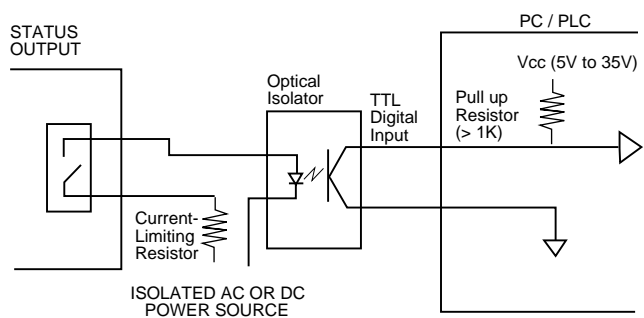 STATUS
OUTPUT
PC / PLC
Vcc (5V to 35V)
Optical
Isolator
TTL
Digital
Input
Pull up
Resistor
(> 1K)
Current-
Limiting
Resistor
ISOLATED AC OR DC
POWER SOURCE